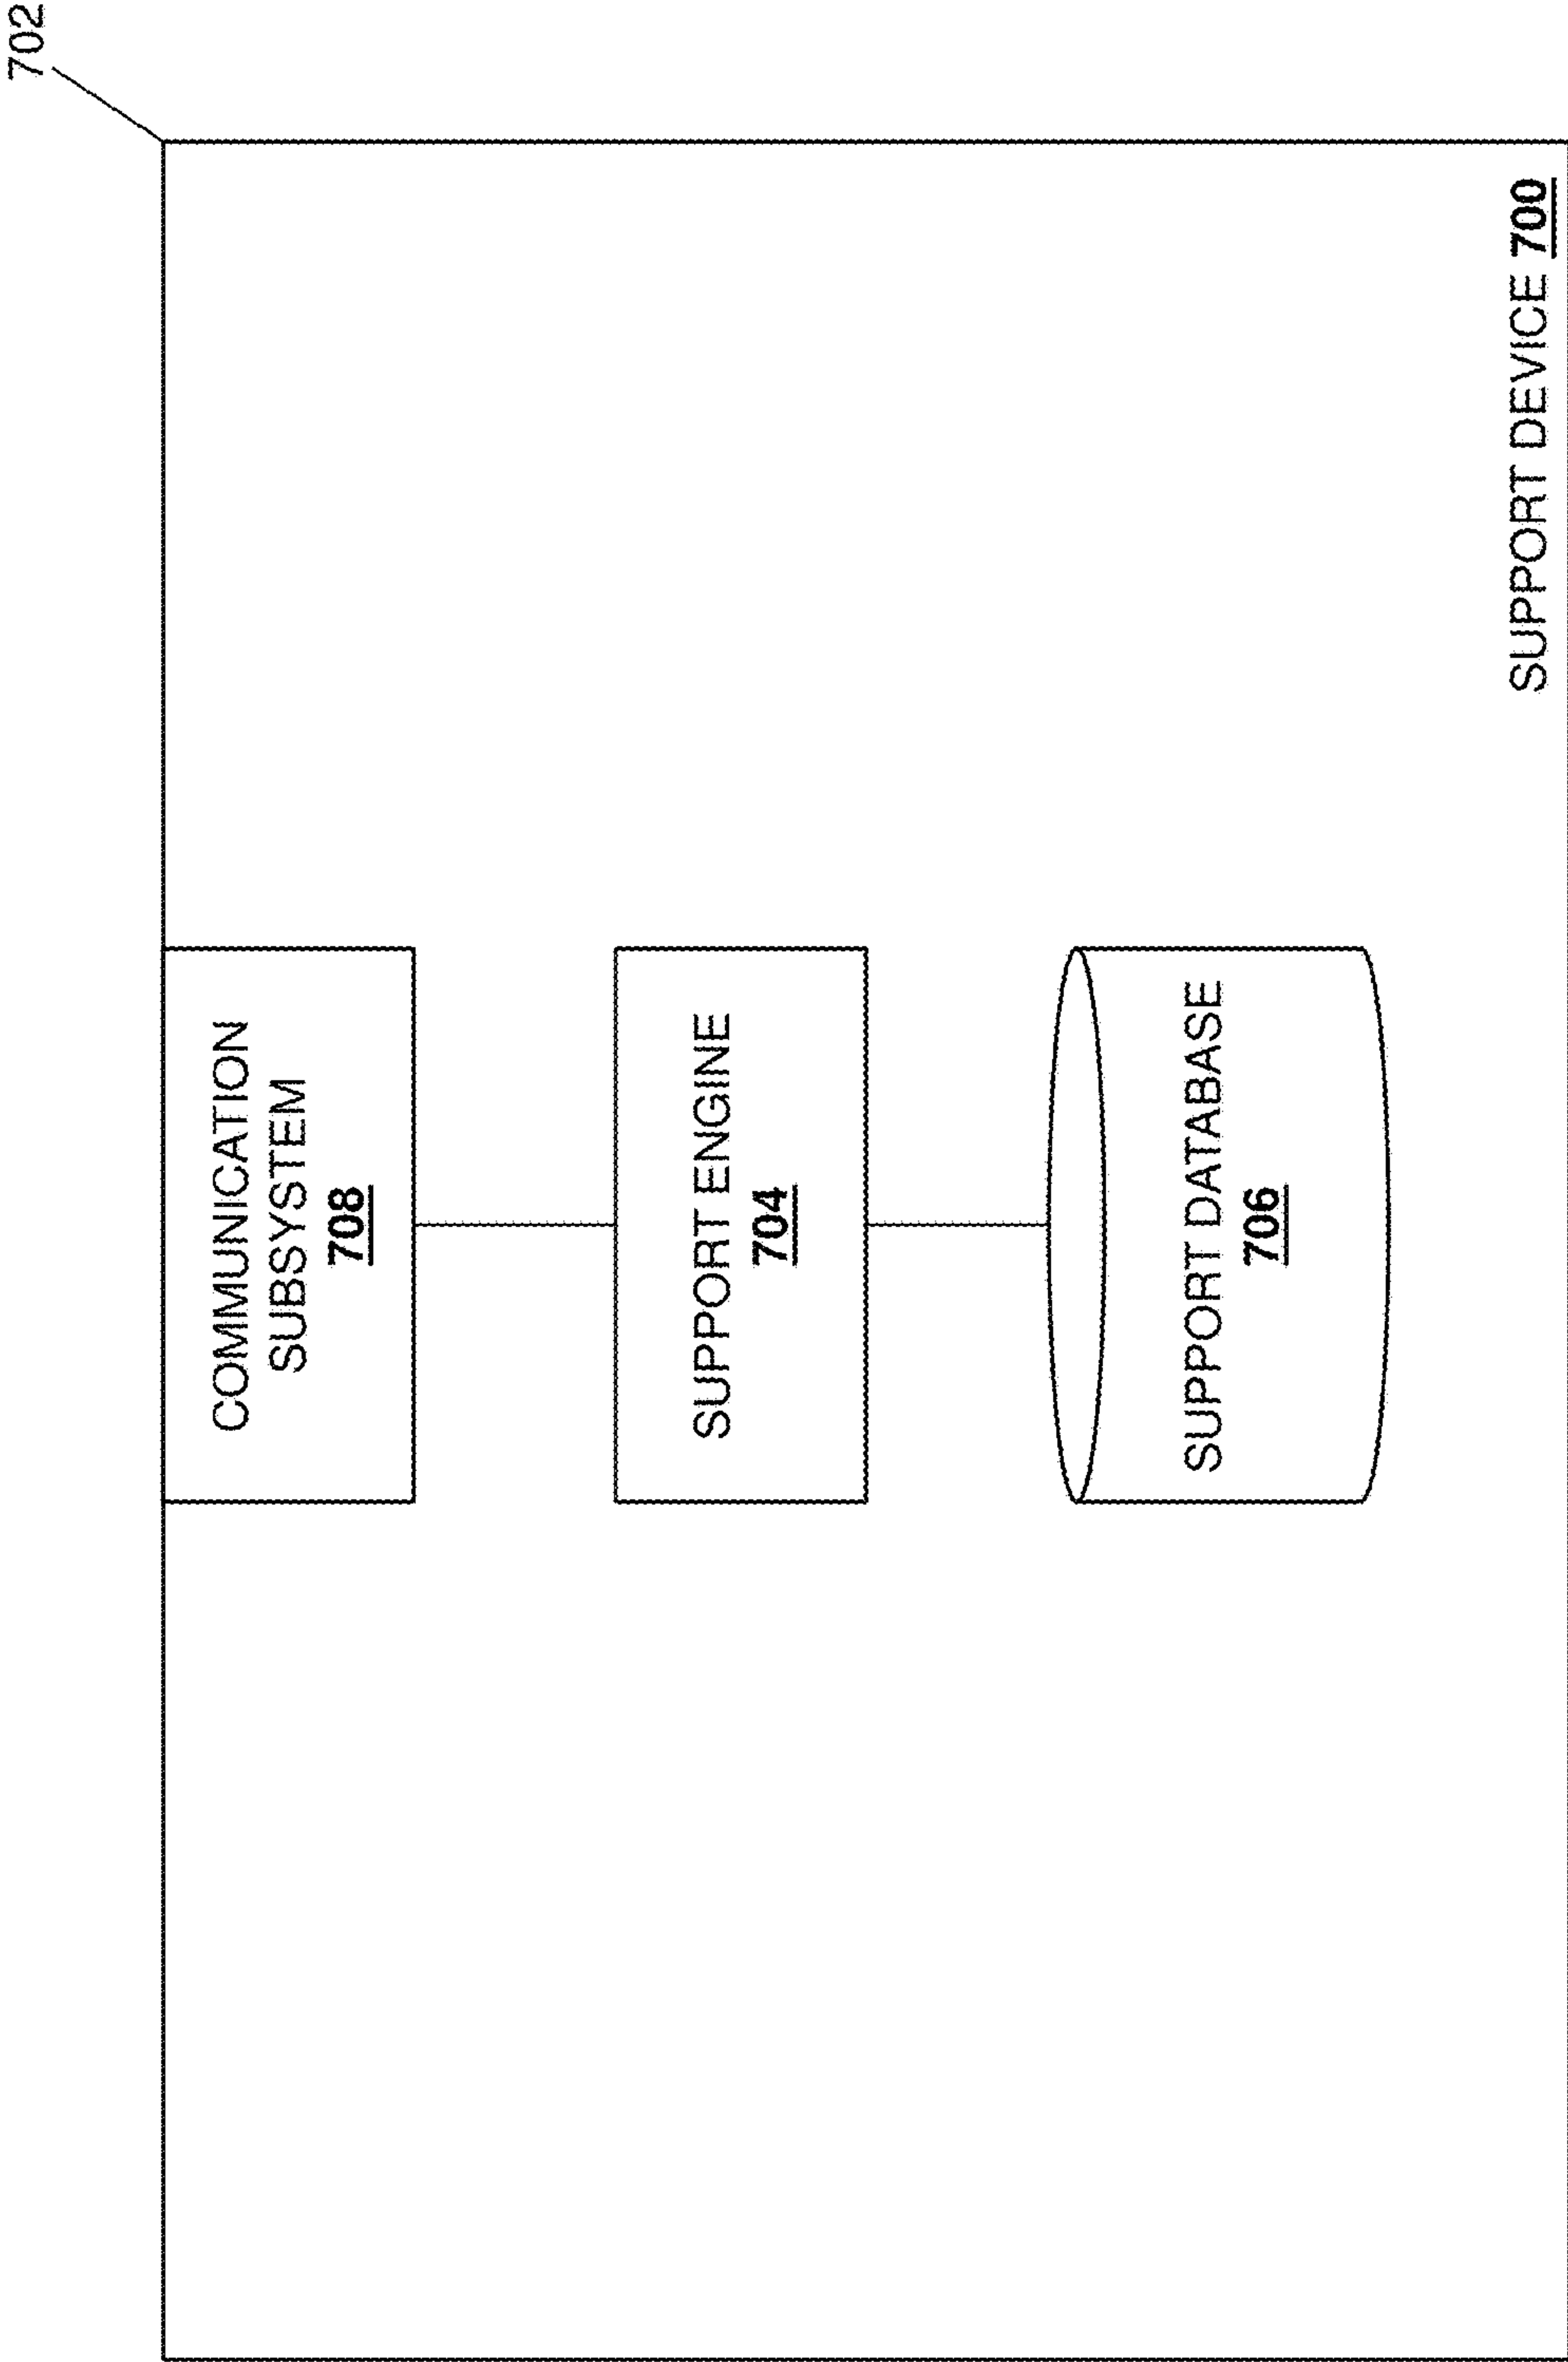 702
COMMUNICATION
SUBSYSTEM
708
SUPPORT ENGINE
704
SUPPORT DATABASE
706
SUPPORT DEVICE 700